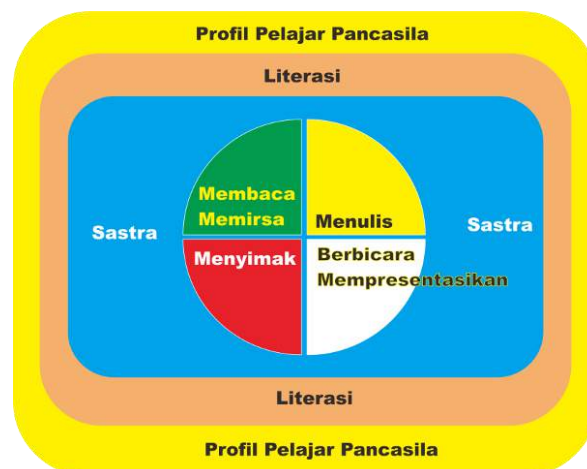 Profil Pelajar Pancasila
Literasi
Membaca
Memirsa
Menulis
Sastra
Sastra
Menyimak
Berbicara
Mempresentasikan
Literasi
Profil Pelajar Pancasila